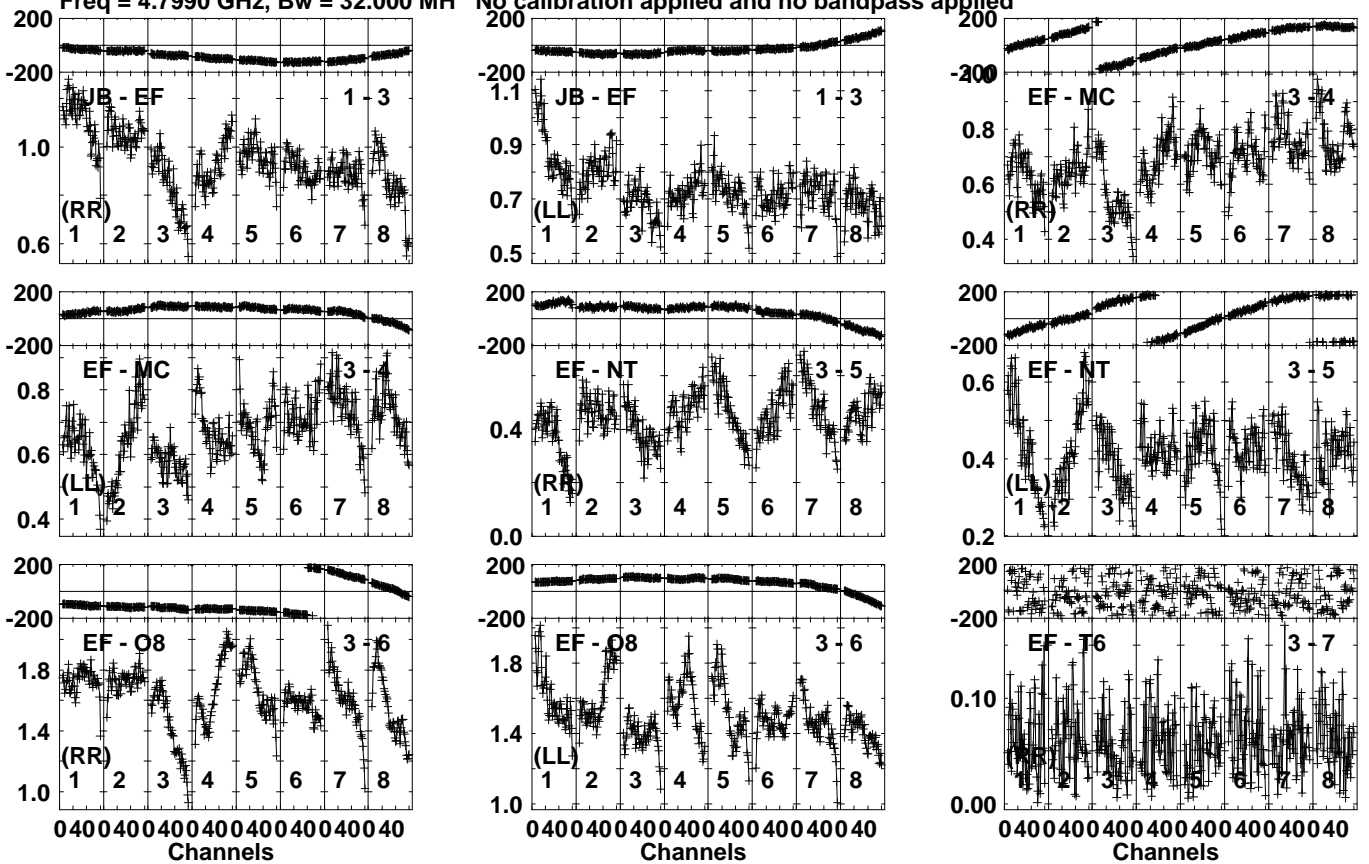 Freq = 4.7990 GHz, Bw = 32.000 MH No calibration applied and no bandpass applied
200 200 200
-200 -200 -200
JB - EF 1 - 3 JB - EF 1 - 3 EF - MC 3 - 4
1.0 0.6
1.1 0.9 0.7 0.5
1.0 0.8 0.6 0.4
(RR) (LL) (RR)
1 2 3 4 5 6 7 8 1 2 3 4 5 6 7 8 1 2 3 4 5 6 7 8
200 200 200
-200 -200 -200
EF - MC 3 - 4 EF - NT 3 - 5 EF - NT 3 - 5
0.8 0.6 0.4
0.4 0.0
0.6 0.4 0.2
(LL) (RR) (LL)
1 2 3 4 5 6 7 8 1 2 3 4 5 6 7 8 1 2 3 4 5 6 7 8
200 200 200
-200 -200 -200
EF - O8 3 - 6 EF - O8 3 - 6 EF - T6 3 - 7
1.8 1.4 1.0
1.8 1.4 1.0
0.10 0.00
(RR) (LL) (RR)
1 2 3 4 5 6 7 8 1 2 3 4 5 6 7 8 1 2 3 4 5 6 7 8
0 40 0 40 0 40 0 40 0 40 0 40 0 40 0 40 0 40 0 40 0 40 0 40 0 40 0 40 0 40 0 40 0 40 0 40 0 40 0 40 0 40 0 40 0 40 0 40
Channels Channels Channels